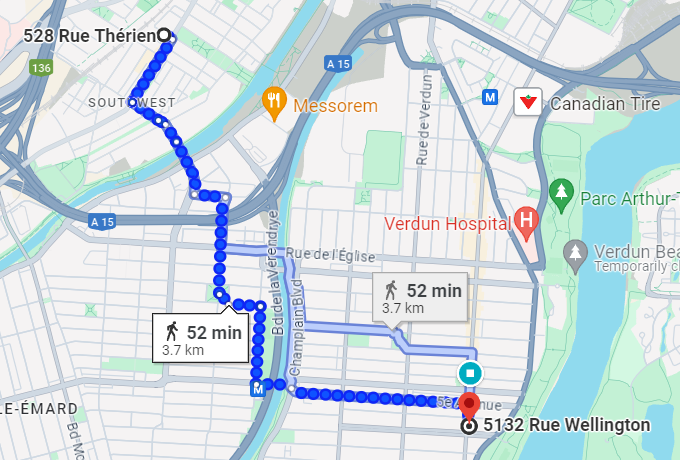 528 Rue Thérien
136
A 15
SOUTHWEST
Messorem
M
Canadian Tire
Rue de Verdun
A 15
Verdun Hospital
H
Parc Arthur-T
Verdun Bea
Temporarily cl
Rue de l'Église
Bd de la Vérendrye
Champlain Blvd
52 min
3.7 km
52 min
3.7 km
M
LE-ÉMARD
Bd Mo
5e Avenue
5132 Rue Wellington